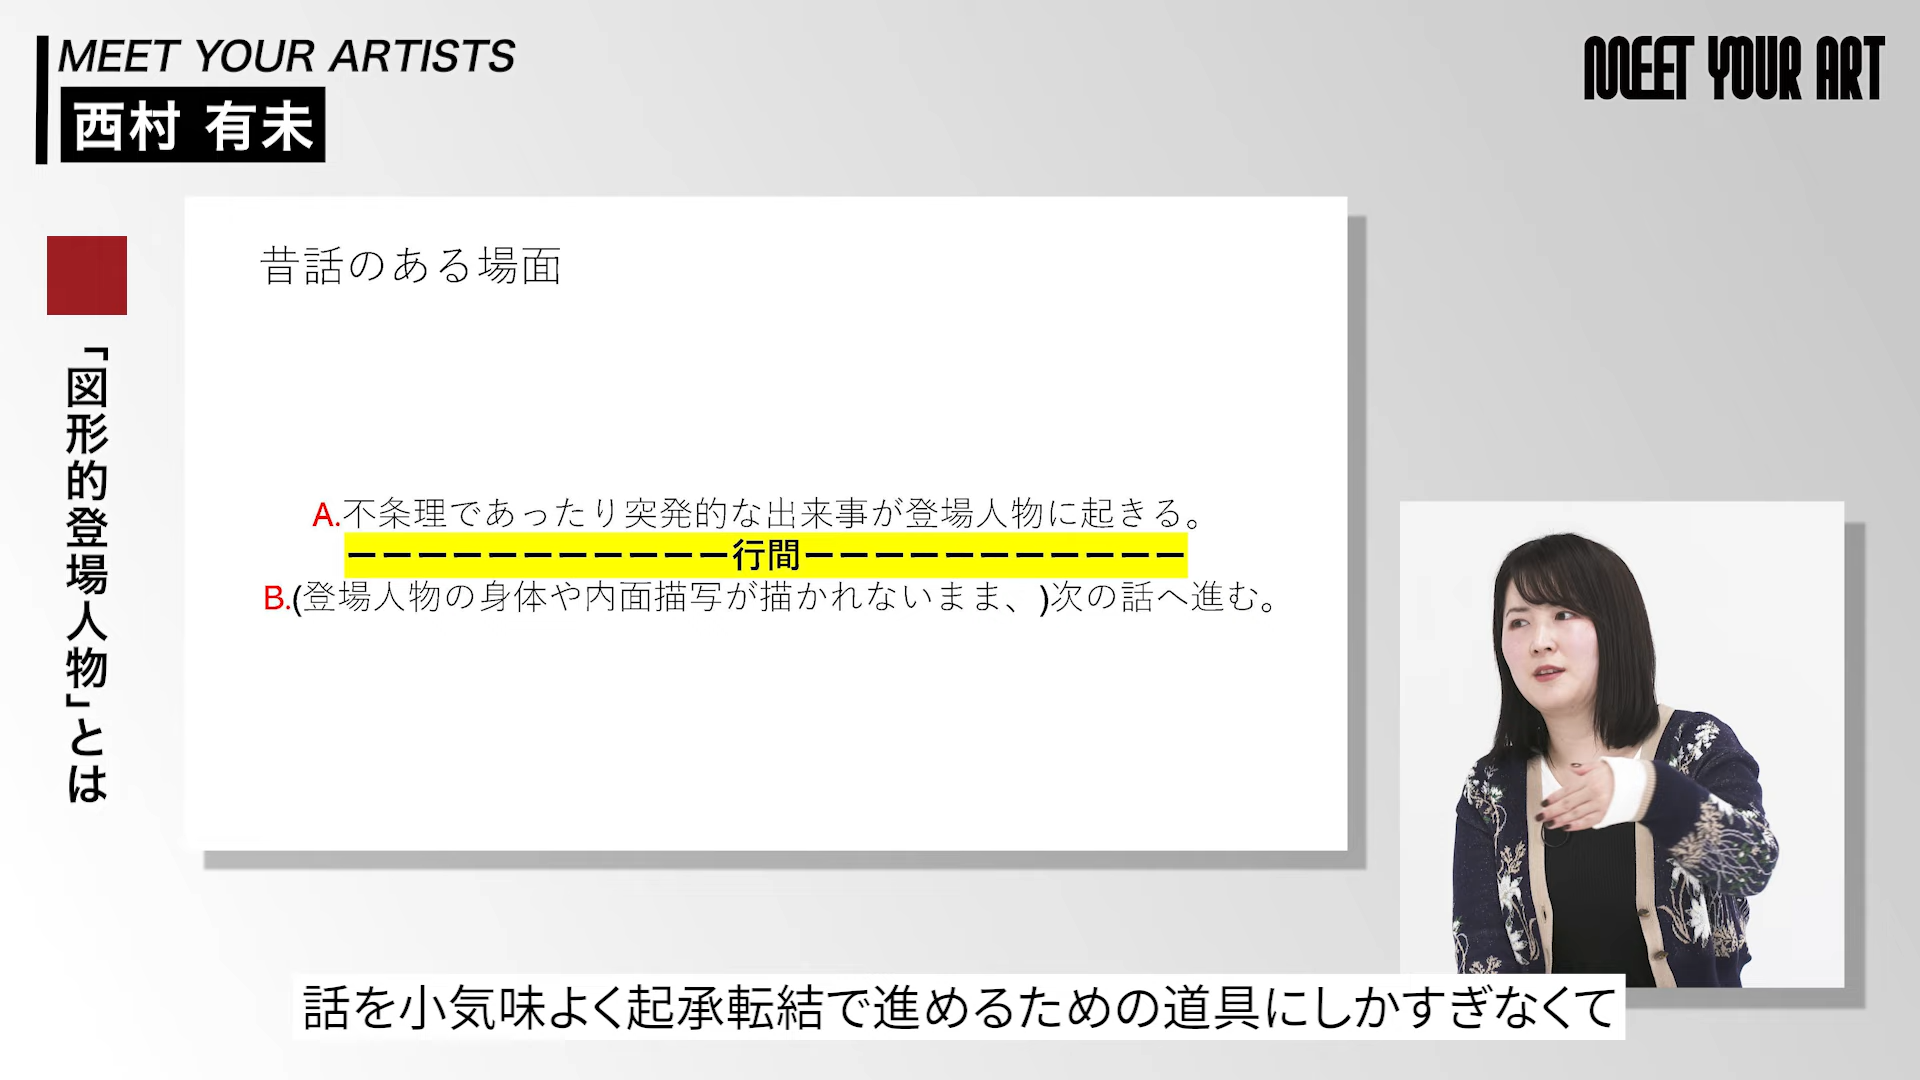 MEET YOUR ARTISTS
西村 有未
MEET YOUR ART
「図形的登場人物」とは
昔話のある場面
A.不条理であったり突発的な出来事が登場人物に起きる。
ーーーーーーーーーーー行間ーーーーーーーーーーー
B.(登場人物の身体や内面描写が描かれないまま、)次の話へ進む。
話を小気味よく起承転結で進めるための道具にしかすぎなくて